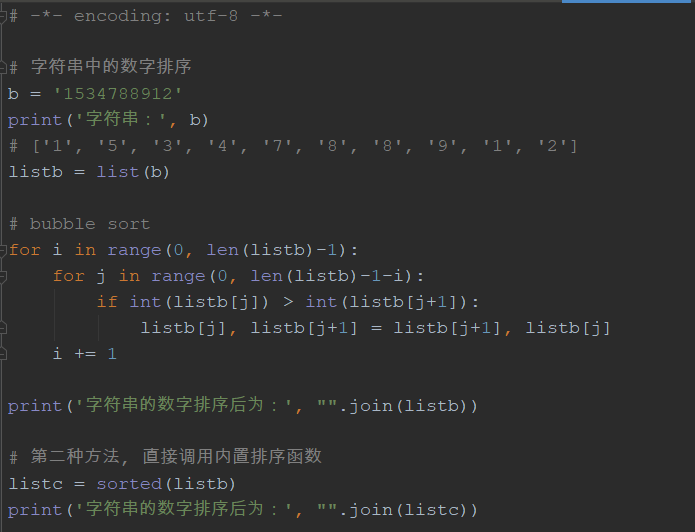 # -*- encoding: utf-8 -*-
# 字符串中的数字排序
b = '1534788912'
print('字符串：', b)
# ['1', '5', '3', '4', '7', '8', '8', '9', '1', '2']
listb = list(b)
# bubble sort
for i in range(0, len(listb)-1):
    for j in range(0, len(listb)-1-i):
        if int(listb[j]) > int(listb[j+1]):
            listb[j], listb[j+1] = listb[j+1], listb[j]
    i += 1
print('字符串的数字排序后为：', "".join(listb))
# 第二种方法, 直接调用内置排序函数
listc = sorted(listb)
print('字符串的数字排序后为：', "".join(listc))